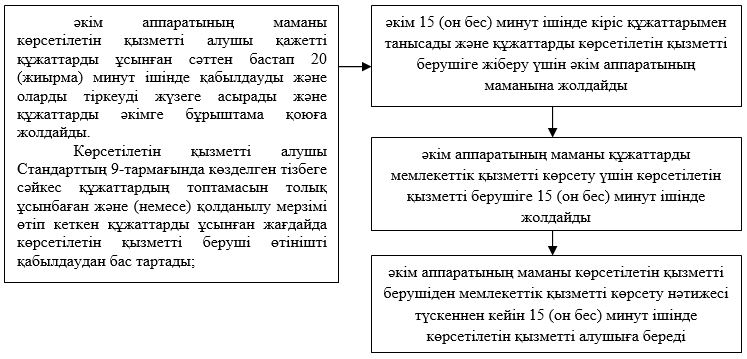 әкім аппаратының маманы
көрсетілетін қызметті алушы қажетті
құжаттарды ұсынған сәттен бастап 20
(жиырма) минут ішінде қабылдауды және
оларды тіркеуді жүзеге асырады және
құжаттарды әкімге бұрыштама қоюға
жолдайды.
Көрсетілетін қызметті алушы
Стандарттың 9-тармағында көзделген тізбеге
сәйкес құжаттардың топтамасын толық
ұсынбаған және (немесе) қолданылу мерзімі
өтіп кеткен құжаттарды ұсынған жағдайда
көрсетілетін қызметті беруші өтінішті
қабылдаудан бас тартады;
әкім 15 (он бес) минут ішінде кіріс құжаттарымен
танысады және құжаттарды көрсетілетін қызметті
берушіге жіберу үшін әкім аппаратының
маманына жолдайды
әкім аппаратының маманы құжаттарды
мемлекеттік қызметті көрсету үшін көрсетілетін
қызметті берушіге 15 (он бес) минут ішінде
жолдайды
әкім аппаратының маманы көрсетілетін қызметті
берушіден мемлекеттік қызметті көрсету нәтижесі
түскеннен кейін 15 (он бес) минут ішінде
көрсетілетін қызметті алушыға береді